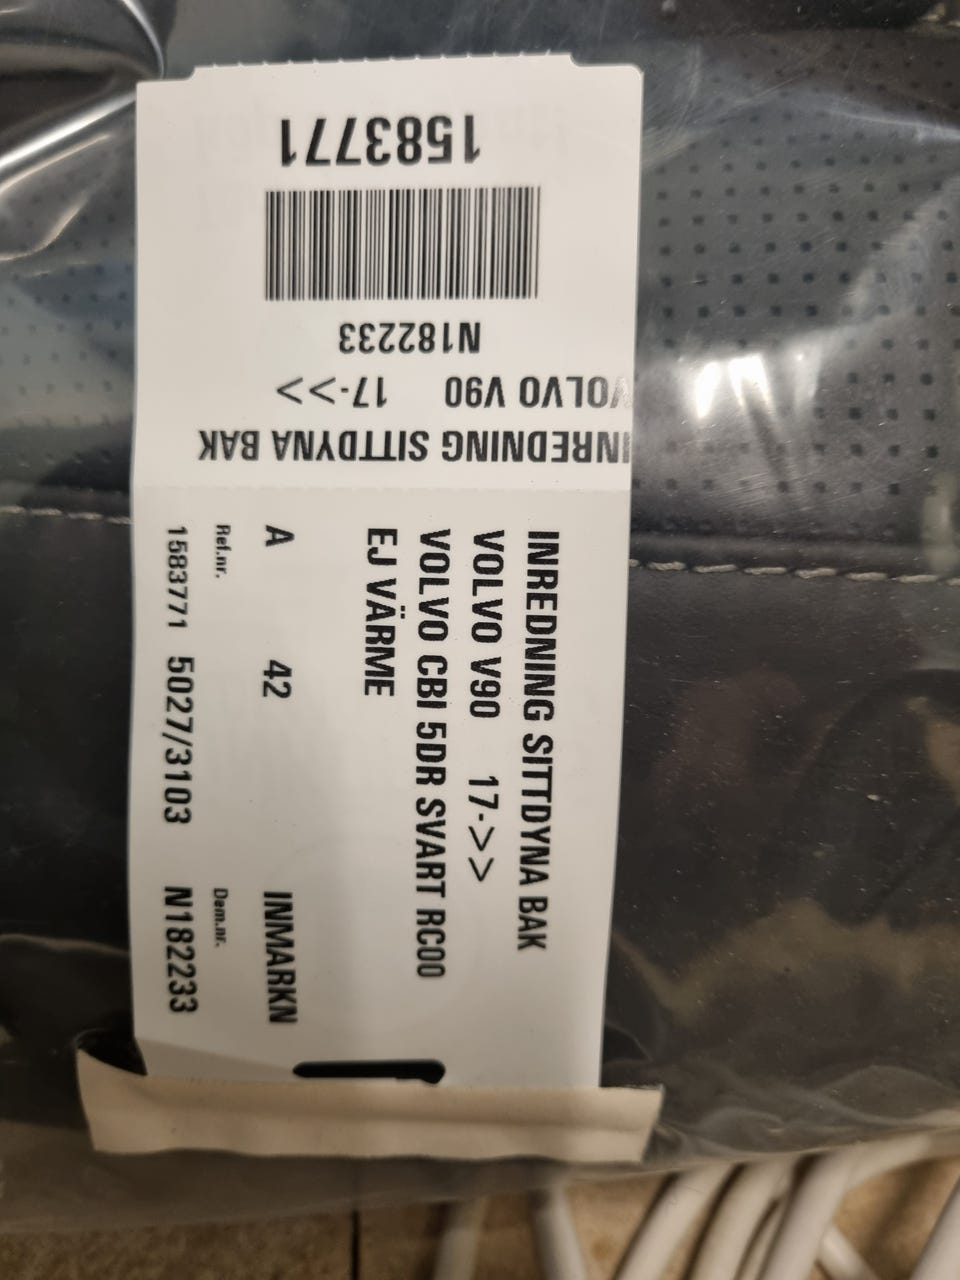 1583771
N182233
VOLVO V90 17->>
INREDNING SITTDYNA BAK
INREDNING SITTDYNA BAK
VOLVO V90 17->>
VOLVO CBI 5DR SVART RC00
EJ VÄRME
A 42 INMARKN
Ref.nr. Dem.nr.
1583771 5027/3103 N182233